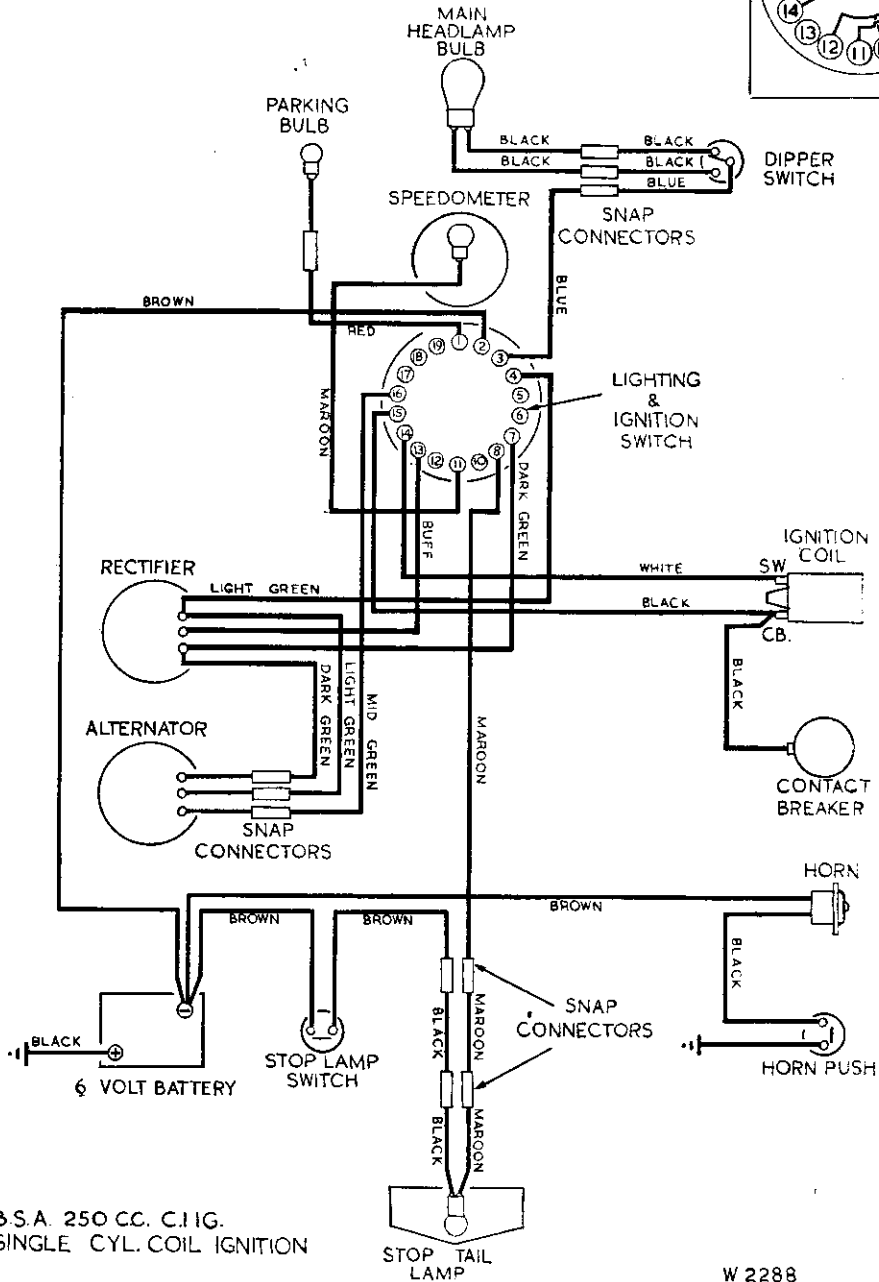 MAIN
HEADLAMP
BULB
14
13
12
11
PARKING
BULB
BLACK
BLACK
BLACK
BLACK
BLUE
DIPPER
SWITCH
SPEEDOMETER
SNAP
CONNECTORS
BROWN
BLUE
RED
1
2
3
4
5
6
7
8
10
11
12
13
14
15
16
17
18
19
LIGHTING
&
IGNITION
SWITCH
MAROON
BUFF
DARK GREEN
IGNITION
COIL
RECTIFIER
LIGHT GREEN
WHITE
SW
BLACK
CB.
BLACK
DARK GREEN
LIGHT GREEN
MID GREEN
MAROON
ALTERNATOR
SNAP
CONNECTORS
CONTACT
BREAKER
HORN
BROWN
BROWN
BROWN
BLACK
BLACK
6 VOLT BATTERY
STOP LAMP
SWITCH
BLACK
MAROON
SNAP
CONNECTORS
HORN PUSH
BLACK
MAROON
B.S.A. 250 CC. C.11G.
SINGLE CYL. COIL IGNITION
STOP TAIL
LAMP
W 2288